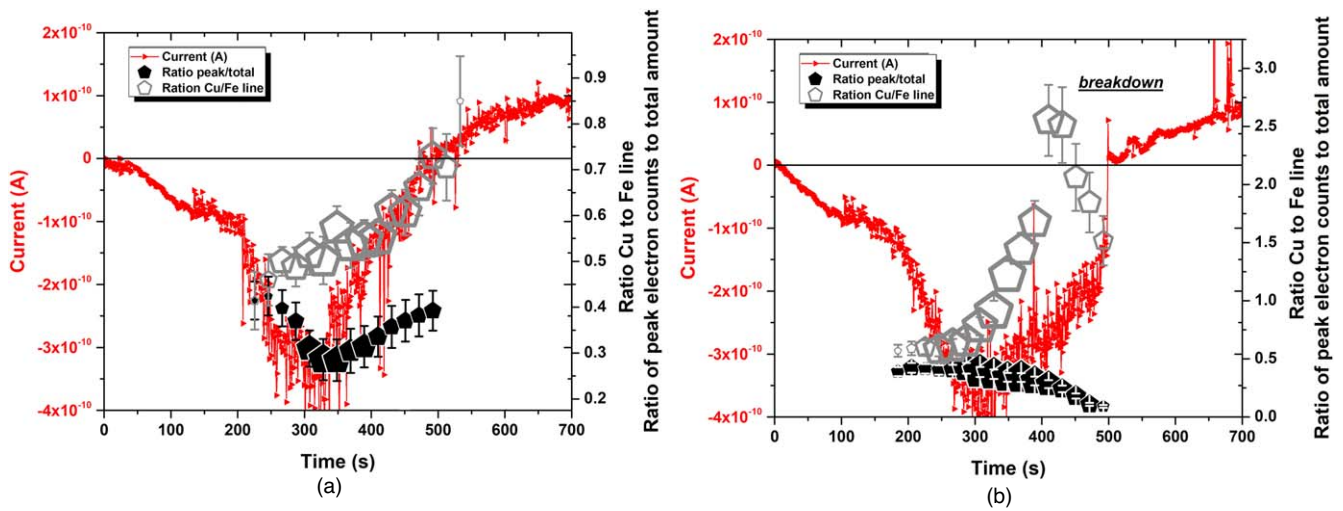 (a)
2x10⁻¹⁰
1x10⁻¹⁰
0
-1x10⁻¹⁰
-2x10⁻¹⁰
-3x10⁻¹⁰
-4x10⁻¹⁰
Current (A)
Current (A)
Ratio peak/total
Ration Cu/Fe line
0.9
0.8
0.7
0.6
0.5
0.4
0.3
0.2
Ratio Cu to Fe line
Ratio of peak electron counts to total amount
0 100 200 300 400 500 600 700
Time (s)
(a)
(b)
2x10⁻¹⁰
1x10⁻¹⁰
0
-1x10⁻¹⁰
-2x10⁻¹⁰
-3x10⁻¹⁰
-4x10⁻¹⁰
Current (A)
Current (A)
Ratio peak/total
Ration Cu/Fe line
breakdown
3.0
2.5
2.0
1.5
1.0
0.5
0.0
Ratio Cu to Fe line
Ratio of peak electron counts to total amount
0 100 200 300 400 500 600 700
Time (s)
(b)